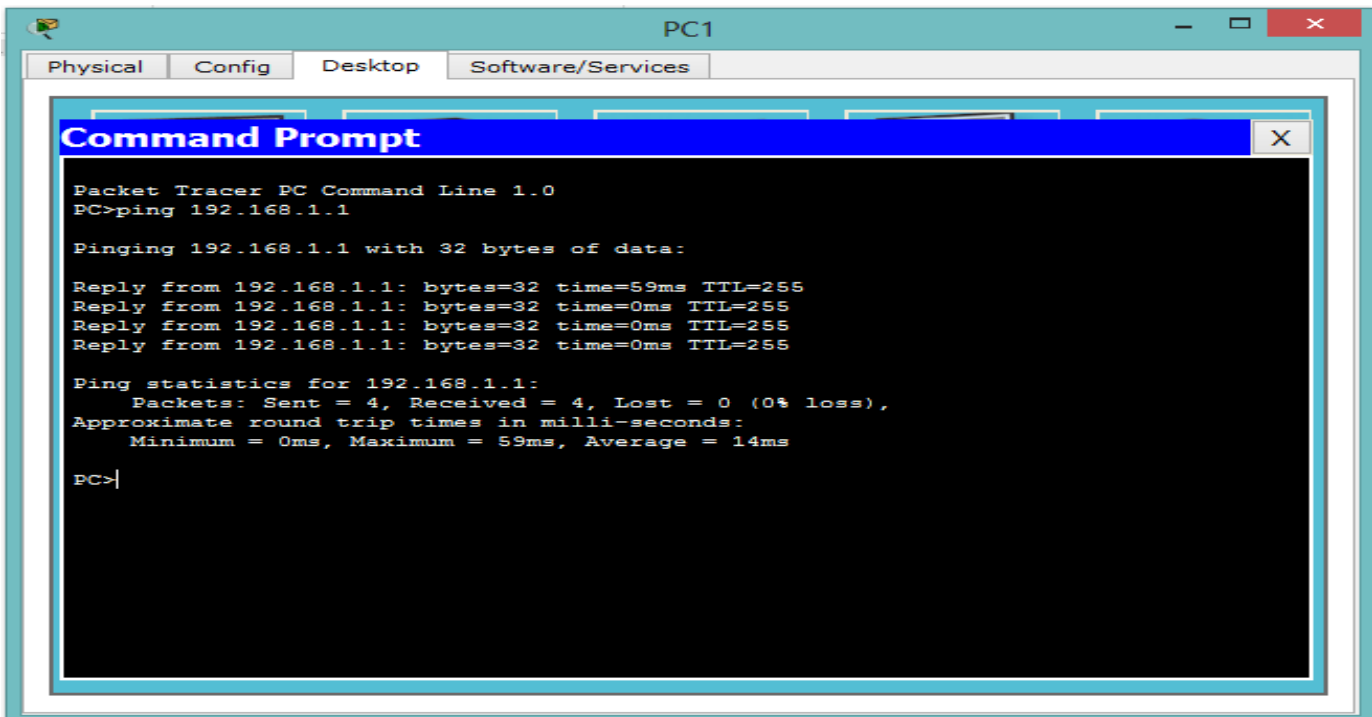 PC1
Physical Config Desktop Software/Services
Command Prompt
X
Packet Tracer PC Command Line 1.0
PC>ping 192.168.1.1
Pinging 192.168.1.1 with 32 bytes of data:
Reply from 192.168.1.1: bytes=32 time=59ms TTL=255
Reply from 192.168.1.1: bytes=32 time=0ms TTL=255
Reply from 192.168.1.1: bytes=32 time=0ms TTL=255
Reply from 192.168.1.1: bytes=32 time=0ms TTL=255
Ping statistics for 192.168.1.1:
Packets: Sent = 4, Received = 4, Lost = 0 (0% loss),
Approximate round trip times in milli-seconds:
Minimum = 0ms, Maximum = 59ms, Average = 14ms
PC>